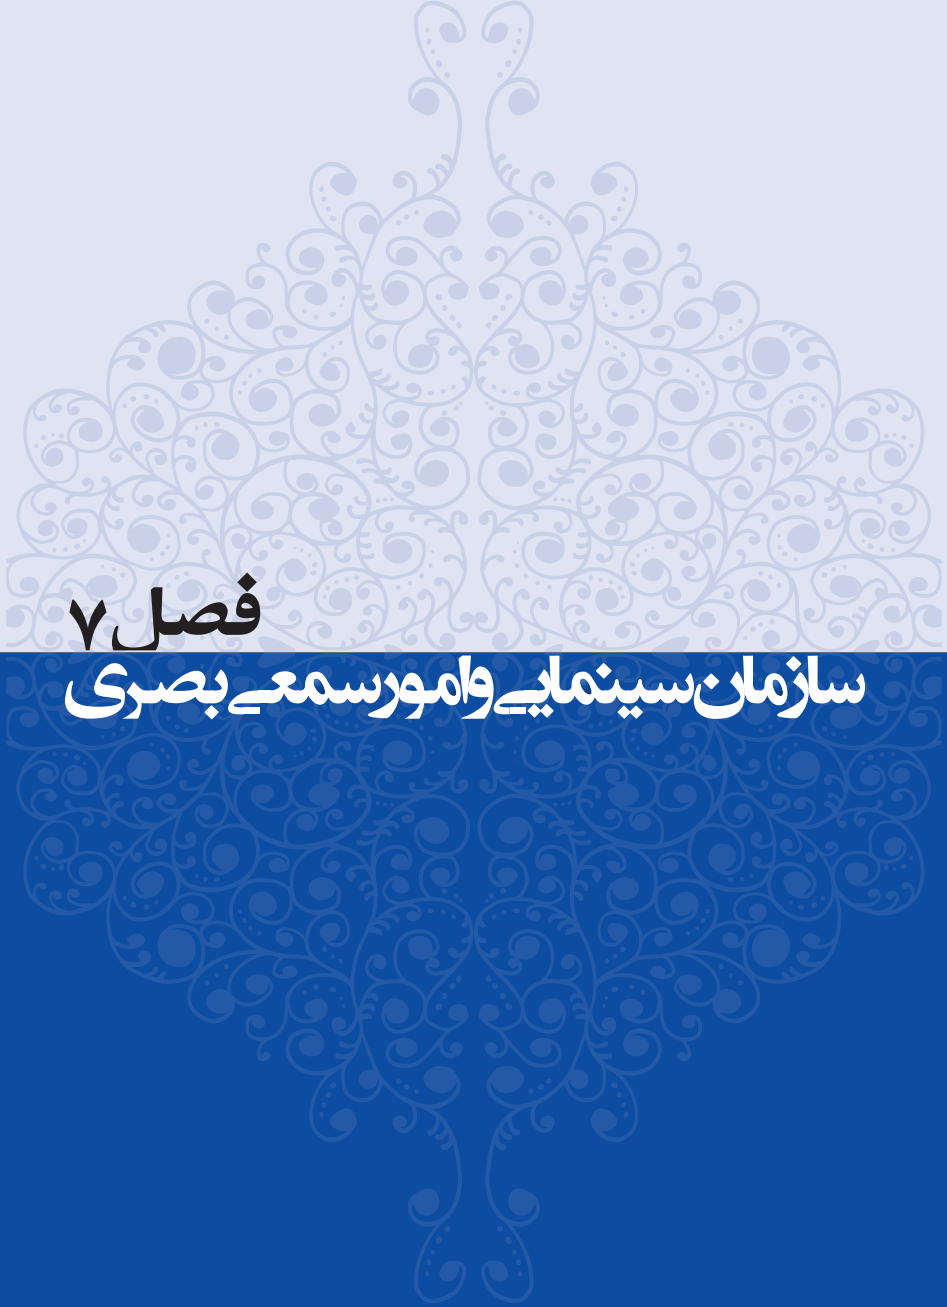 فصل ۷
سازمان سینمایی و امور سمعی بصری